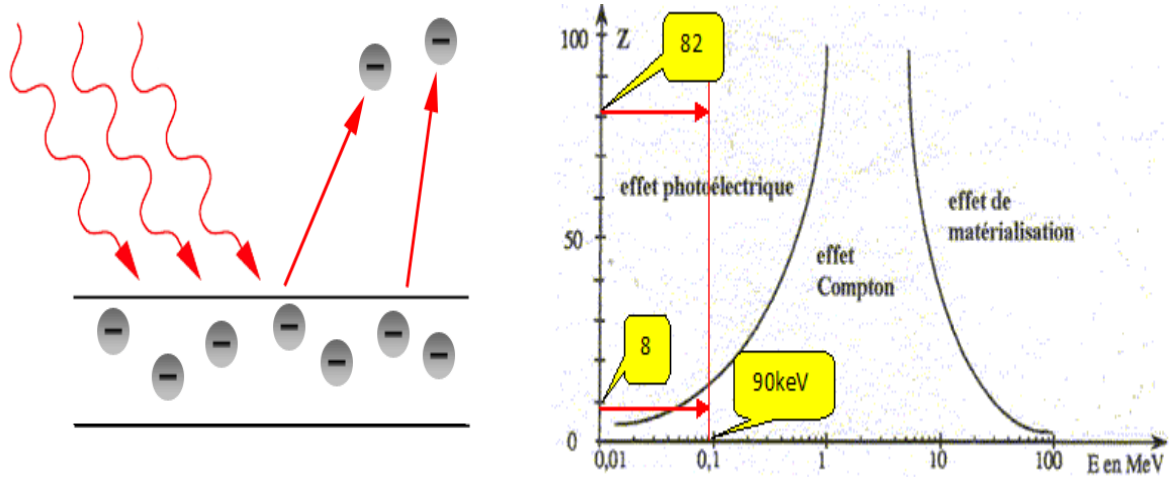 100
Z
82
effet photoélectrique
effet de
matérialisation
50
effet
Compton
8
90keV
0
0,01
0,1
1
10
100
E en MeV